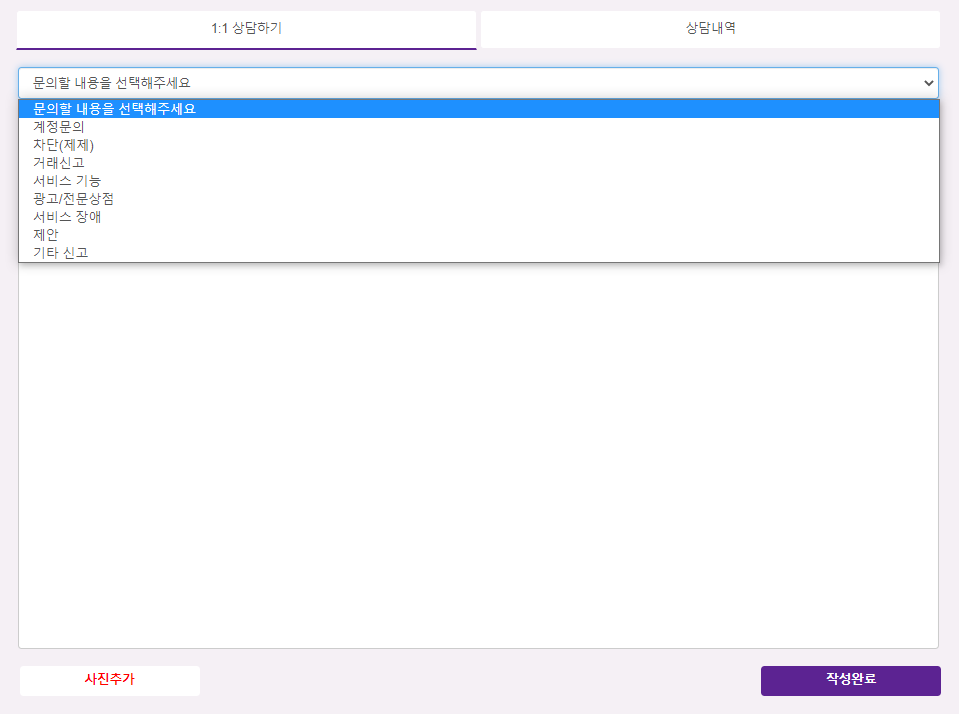 1:1 상담하기
상담내역
문의할 내용을 선택해주세요
문의할 내용을 선택해주세요
계정문의
차단(제제)
거래신고
서비스 기능
광고/전문상점
서비스 장애
제안
기타 신고
사진추가
작성완료